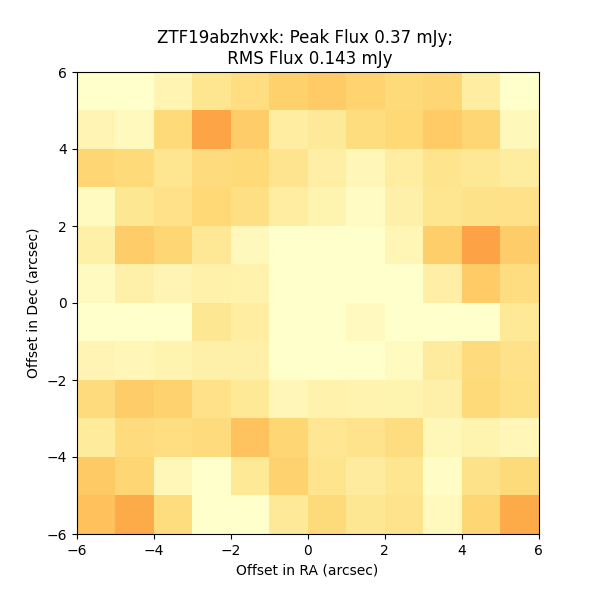 ZTF19abzhvxk: Peak Flux 0.37 mJy;
RMS Flux 0.143 mJy
6
4
2
0
−2
−4
−6
Offset in Dec (arcsec)
−6 −4 −2 0 2 4 6
Offset in RA (arcsec)